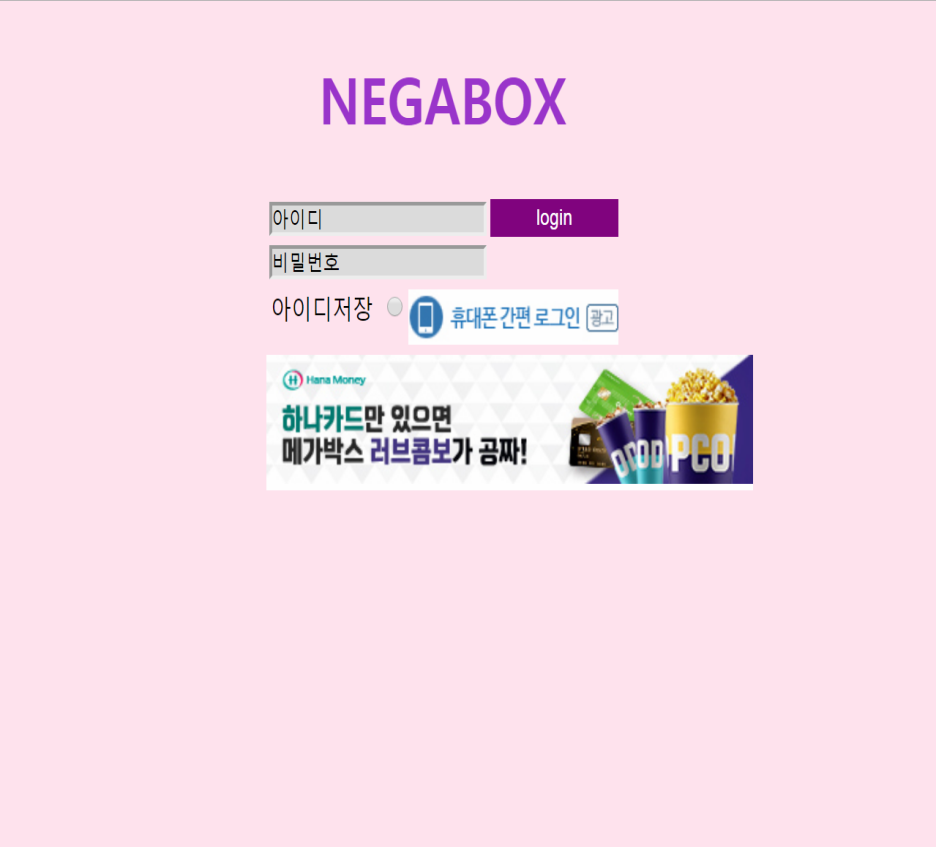 NEGABOX
아이디 login
비밀번호
아이디저장 휴대폰 간편 로그인 광고
Hana Money
하나카드만 있으면
메가박스 러브콤보가 공짜!